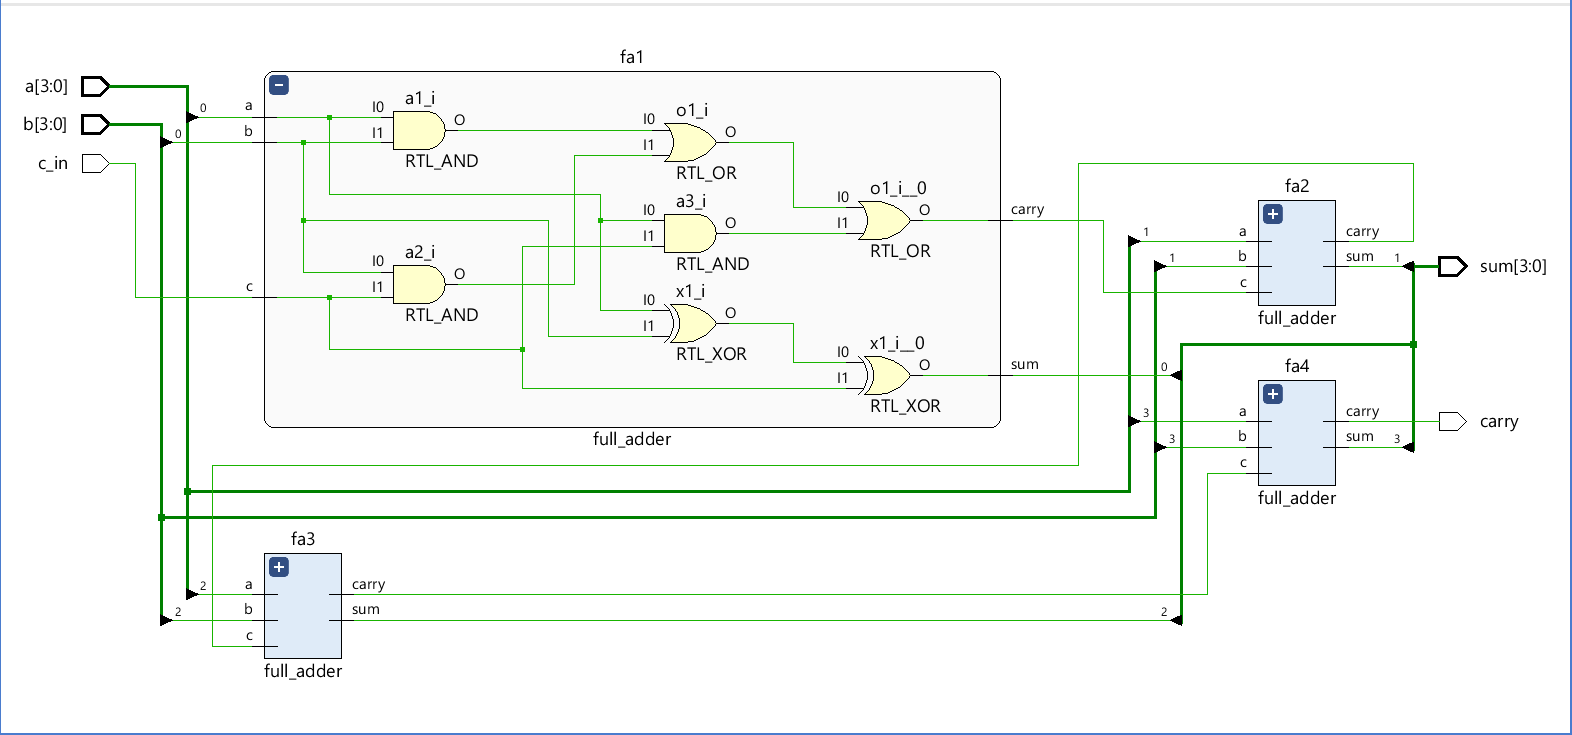 fa1
a[3:0]
b[3:0]
c_in
0
a
0
b
c
I0
I1
a1_i
O
RTL_AND
I0
I1
a2_i
O
RTL_AND
I0
I1
o1_i
O
RTL_OR
I0
I1
a3_i
O
RTL_AND
I0
I1
x1_i
O
RTL_XOR
I0
I1
o1_i__0
O
RTL_OR
I0
I1
x1_i__0
O
RTL_XOR
carry
sum
0
full_adder
fa2
1
a
1
b
c
carry
sum
1
full_adder
sum[3:0]
fa4
3
a
3
b
c
carry
sum
3
full_adder
carry
fa3
2
a
2
b
c
carry
sum
2
full_adder